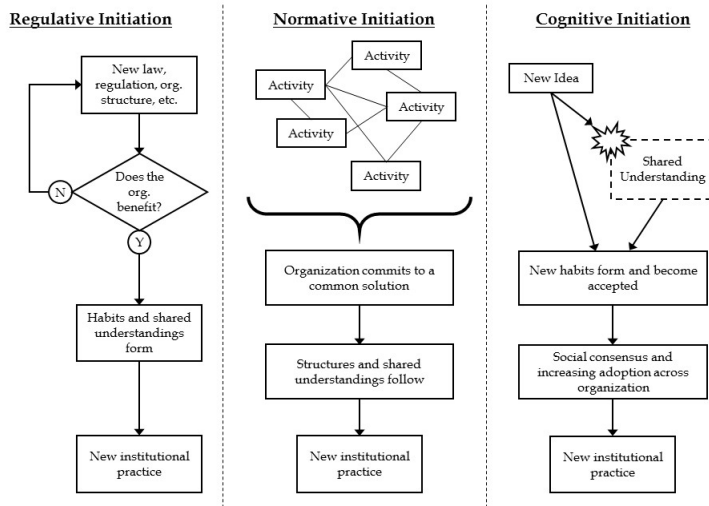 Regulative Initiation
New law,
regulation, org.
structure, etc.
Does the
org.
benefit?
N
Y
Habits and shared
understandings
form
New institutional
practice
Normative Initiation
Activity
Activity
Activity
Activity
Activity
Organization commits to a
common solution
Structures and shared
understandings follow
New institutional
practice
Cognitive Initiation
New Idea
Shared
Understanding
New habits form and become
accepted
Social consensus and
increasing adoption across
organization
New institutional
practice